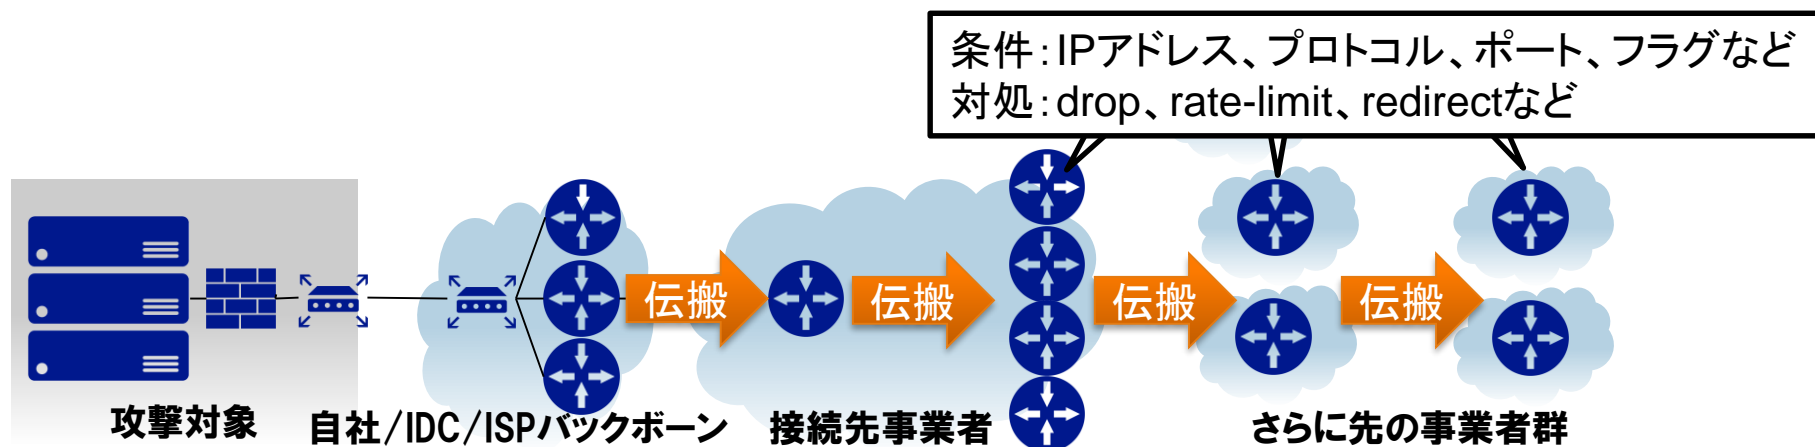 条件：IPアドレス、プロトコル、ポート、フラグなど
対処：drop、rate-limit、redirectなど
伝搬
伝搬
伝搬
伝搬
攻撃対象
自社/IDC/ISPバックボーン
接続先事業者
さらに先の事業者群